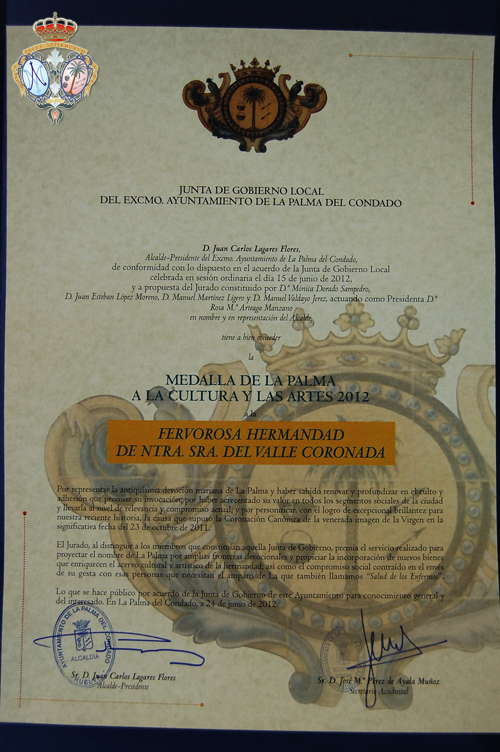 JUNTA DE GOBIERNO LOCAL
DEL EXCMO. AYUNTAMIENTO DE LA PALMA DEL CONDADO
D. Juan Carlos Lagares Flores,
Alcalde-Presidente del Excmo. Ayuntamiento de La Palma del Condado,
de conformidad con lo dispuesto en el acuerdo de la Junta de Gobierno Local
celebrada en sesión ordinaria el día 15 de junio de 2012,
y a propuesta del Jurado constituido por D.ª Mónica Dorado Sampedro,
D. Juan Esteban López Moreno, D. Manuel Martínez Ligero y D. Manuel Valdayo Jerez, actuando como Presidenta D.ª
Rosa M.ª Arteaga Manzano
en nombre y en representación del Alcalde,
tiene a bien conceder
la
MEDALLA DE LA PALMA
A LA CULTURA Y LAS ARTES 2012
a la
FERVOROSA HERMANDAD
DE NTRA. SRA. DEL VALLE CORONADA
Por representar la antiquísima devoción mariana de La Palma y haber sabido renovar y profundizar en el culto y
adhesión que promueve su invocación; por haber acrecentado su valor en todos los segmentos sociales de la ciudad
y llevarla al nivel de relevancia y compromiso actual; y por personificar, con el logro de excepcional brillantez para
nuestra reciente historia, la causa que supuso la Coronación Canónica de la venerada imagen de la Virgen en la
significativa fecha del 23 de octubre de 2011.
El Jurado, al distinguir a los miembros que constituían aquella Junta de Gobierno, premia el servicio realizado para
proyectar el nombre de La Palma por amplias fronteras devocionales y propiciar la incorporación de nuevos bienes
que enriquecen el acervo cultural y artístico de la hermandad; así como el compromiso social contraído en el envés
de su gesta con esas personas que necesitan el amparo de La que también llamamos "Salud de los Enfermos".
Lo que se hace público por acuerdo de la Junta de Gobierno de este Ayuntamiento para conocimiento general y
del interesado. En La Palma del Condado, a 24 de junio de 2012.
AYUNTAMIENTO DE LA PALMA DEL CONDADO
ALCALDIA
HUELVA
Sr. D. Juan Carlos Lagares Flores
Alcalde-Presidente
Sr. D. José M.ª Pérez de Ayala Muñoz
Secretario Accidental